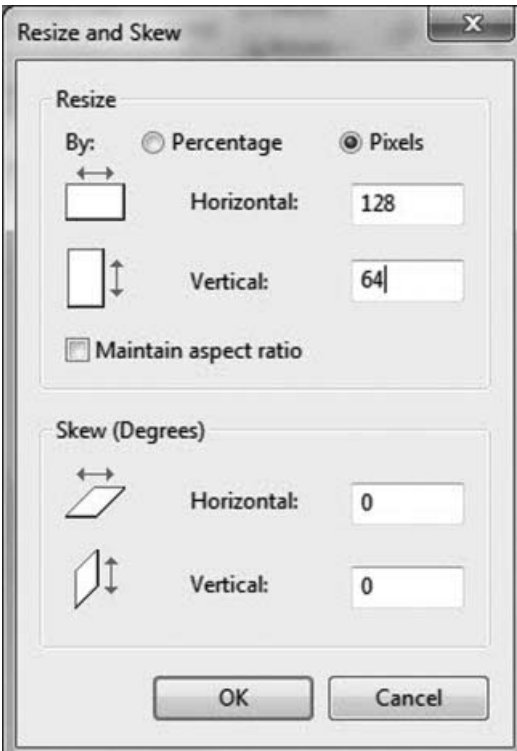 Resize and Skew
Resize
By: Percentage Pixels
Horizontal: 128
Vertical: 64
Maintain aspect ratio
Skew (Degrees)
Horizontal: 0
Vertical: 0
OK Cancel